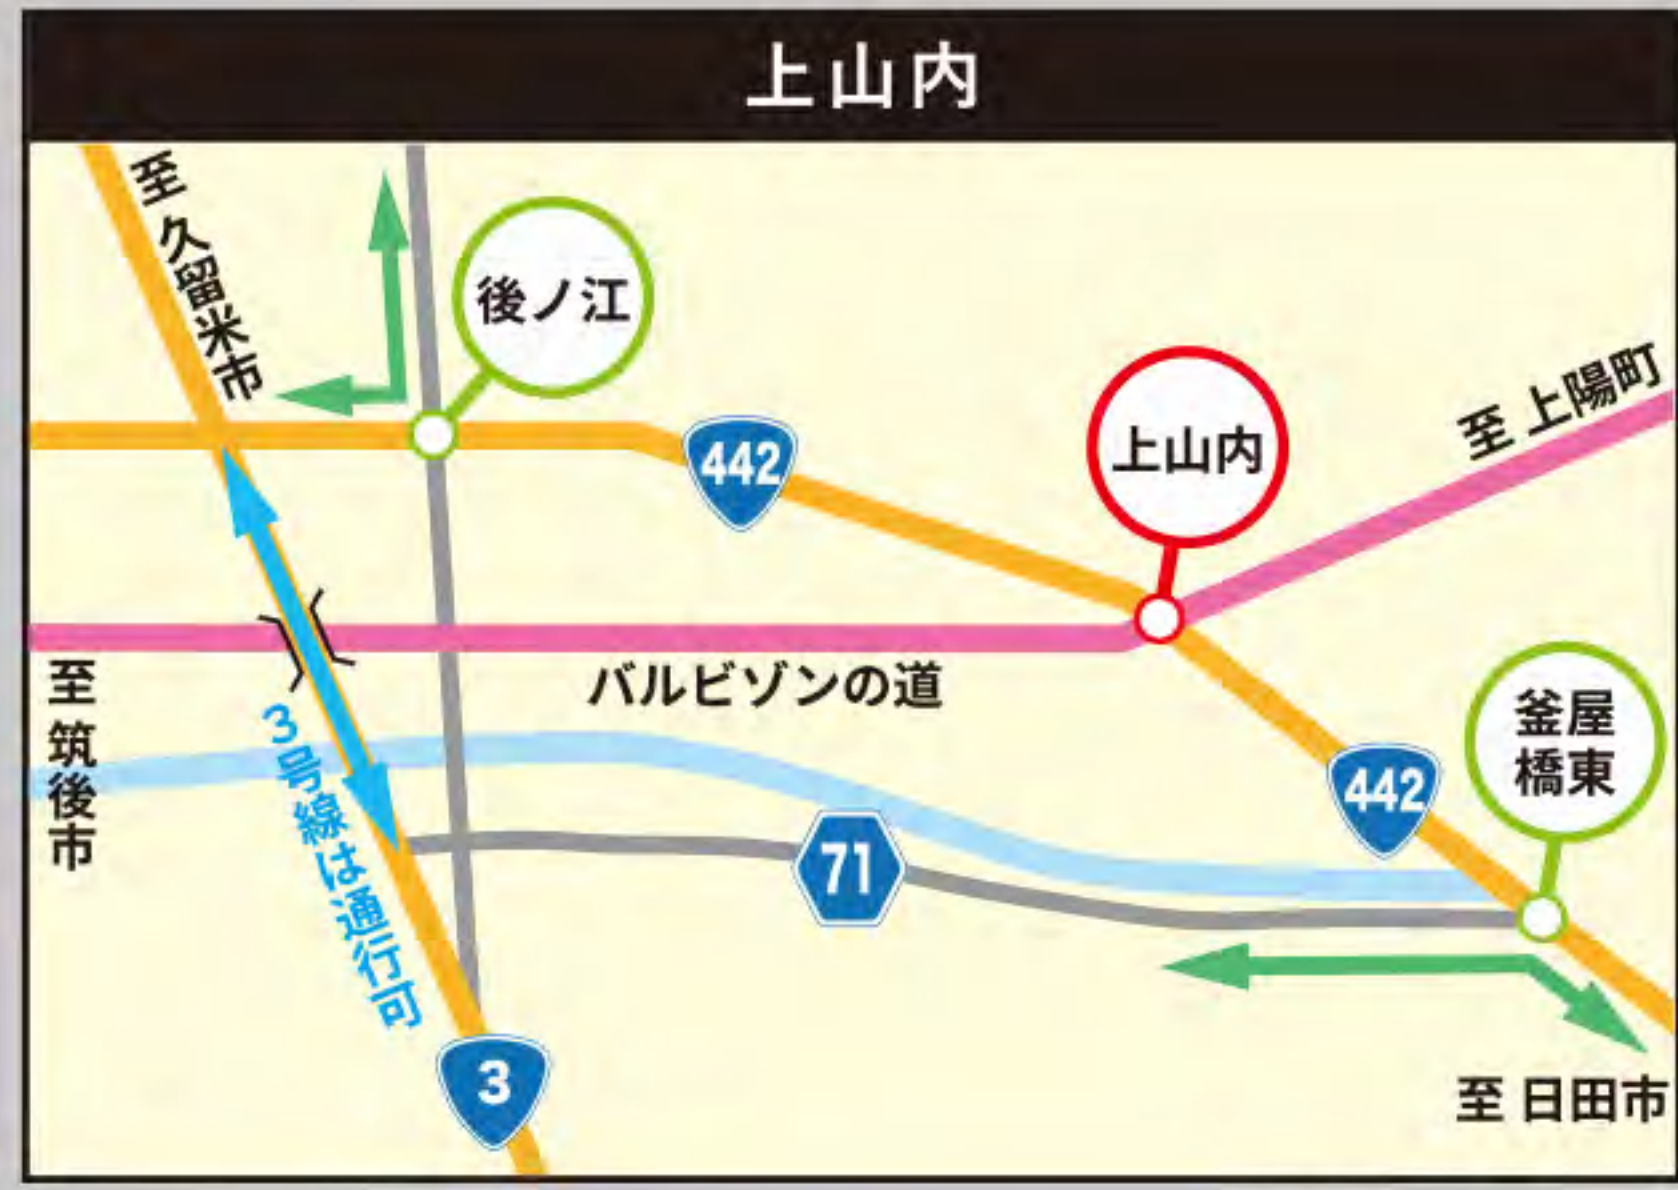 上山内
至 久留米市
後ノ江
442
上山内
至 上陽町
バルビゾンの道
至 筑後市
3号線は通行可
442
釜屋
橋東
71
3
至 日田市